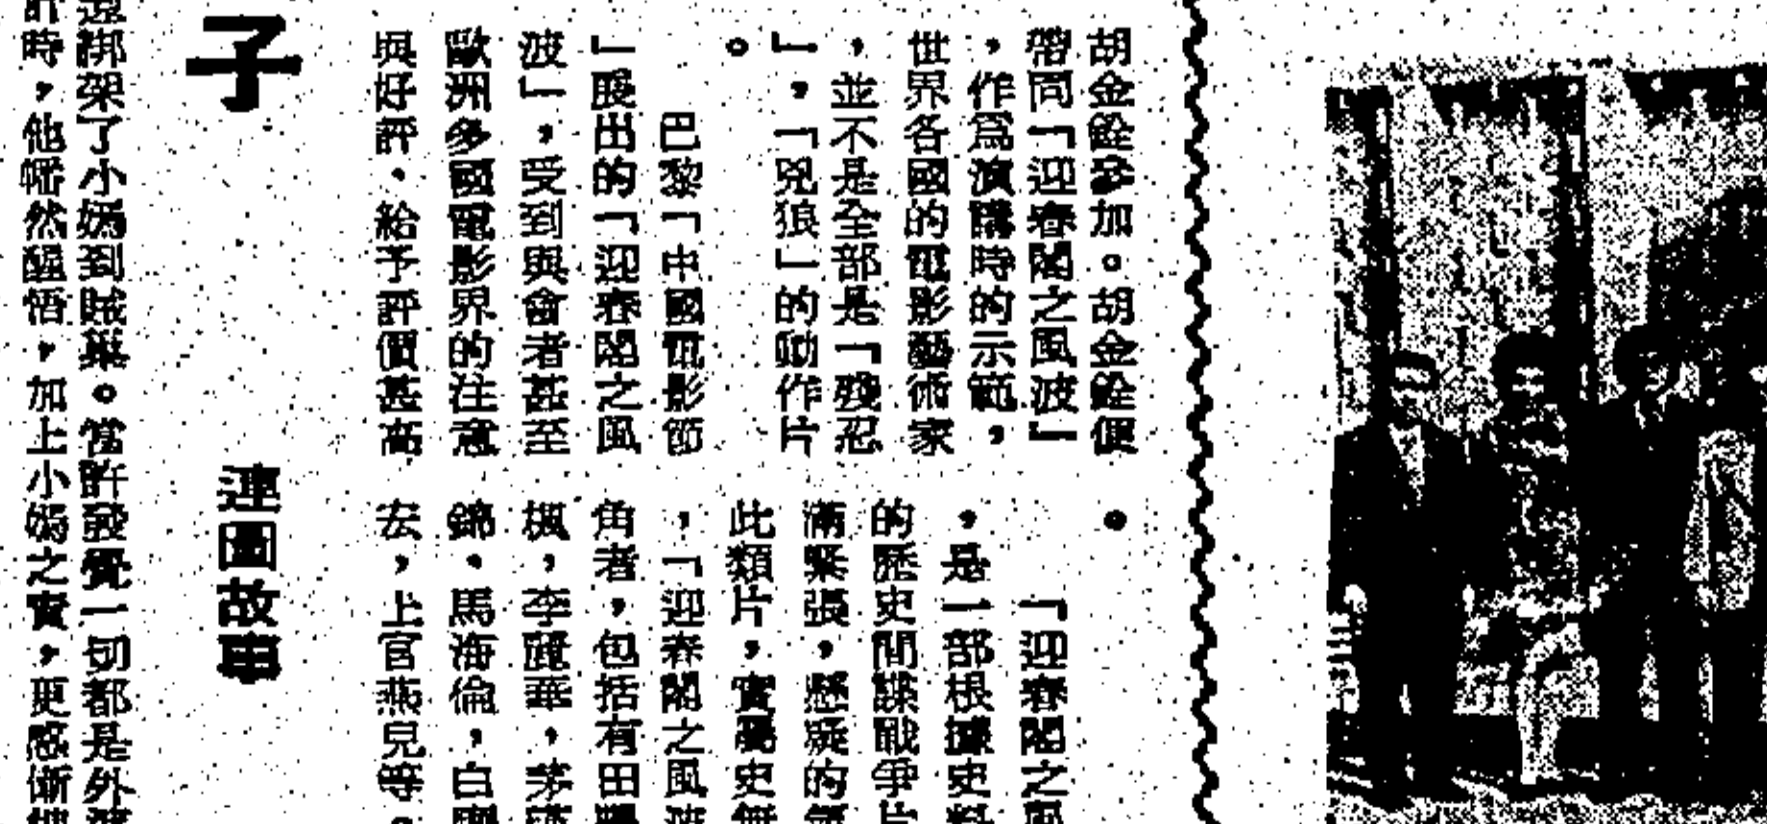 胡金銓參加。胡金銓便
帶同「迎春閣之風波」
，作為演講時的示範，
世界各國的電影藝術家
，並不是全部是「殘忍
」，「兇狼」的動作片
。
巴黎「中國電影節
」展出的「迎春閣之風
波」，受到與會者甚至
歐洲多國電影界的注意
與好評・給予評價甚高
。
「迎春閣之風
，是一部根據史料
的歷史間諜戰爭片
滿緊張，懸疑的氣
此類片，實屬史無
，「迎春閣之風波
角者，包括有田
楓，李麗華，茅
錦・馬海倫，白
宏，上官燕兒等。
子
連圖故事
遠綁架了小嫣到賊巢。當許發覺一切都是外
許時，他幡然醒悟，加上小嫣之實，更感慚